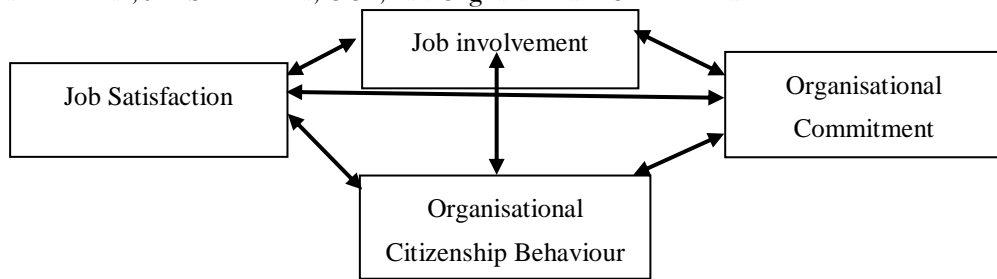 Job involvement
Job Satisfaction
Organisational
Commitment
Organisational
Citizenship Behaviour